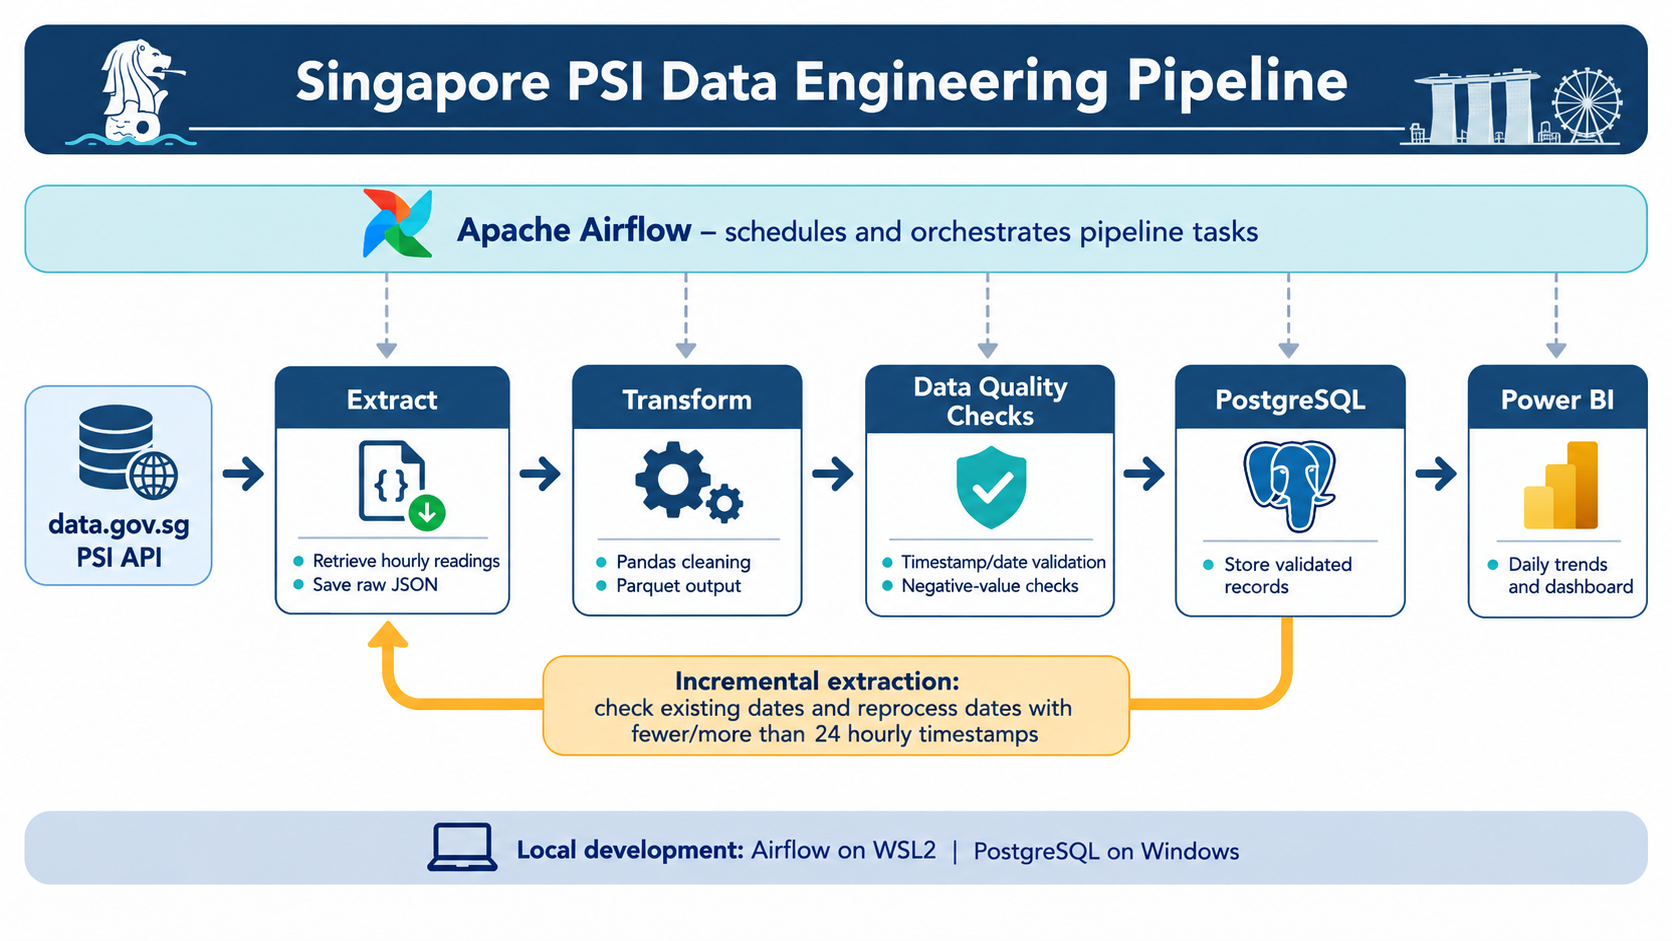 Singapore PSI Data Engineering Pipeline
Apache Airflow – schedules and orchestrates pipeline tasks
data.gov.sg
PSI API
Extract
{ }
Retrieve hourly readings
Save raw JSON
Transform
Pandas cleaning
Parquet output
Data Quality
Checks
Timestamp/date validation
Negative-value checks
PostgreSQL
Store validated
records
Power BI
Daily trends
and dashboard
Incremental extraction:
check existing dates and reprocess dates with
fewer/more than 24 hourly timestamps
Local development: Airflow on WSL2 | PostgreSQL on Windows